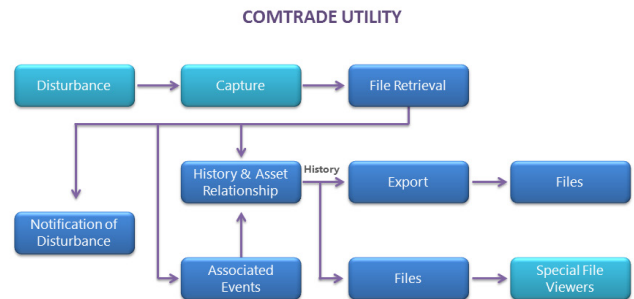 COMTRADE UTILITY
Disturbance
Capture
File Retrieval
History & Asset
Relationship
History
Export
Files
Notification of
Disturbance
Associated
Events
Files
Special File
Viewers